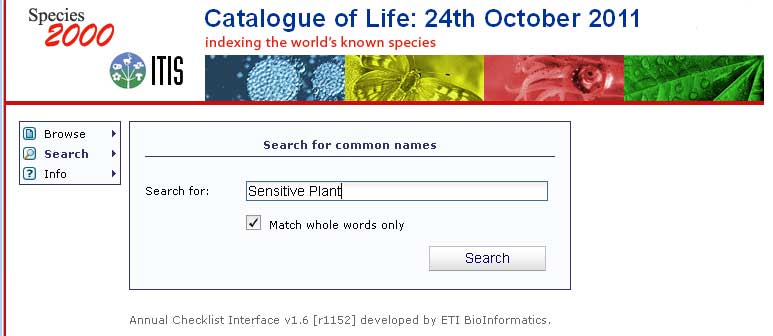 Species
2000
ITIS
Catalogue of Life: 24th October 2011
indexing the world's known species
Browse
Search
Info
Search for common names
Search for: Sensitive Plant
Match whole words only
Search
Annual Checklist Interface v1.6 [r1152] developed by ETI BioInformatics.